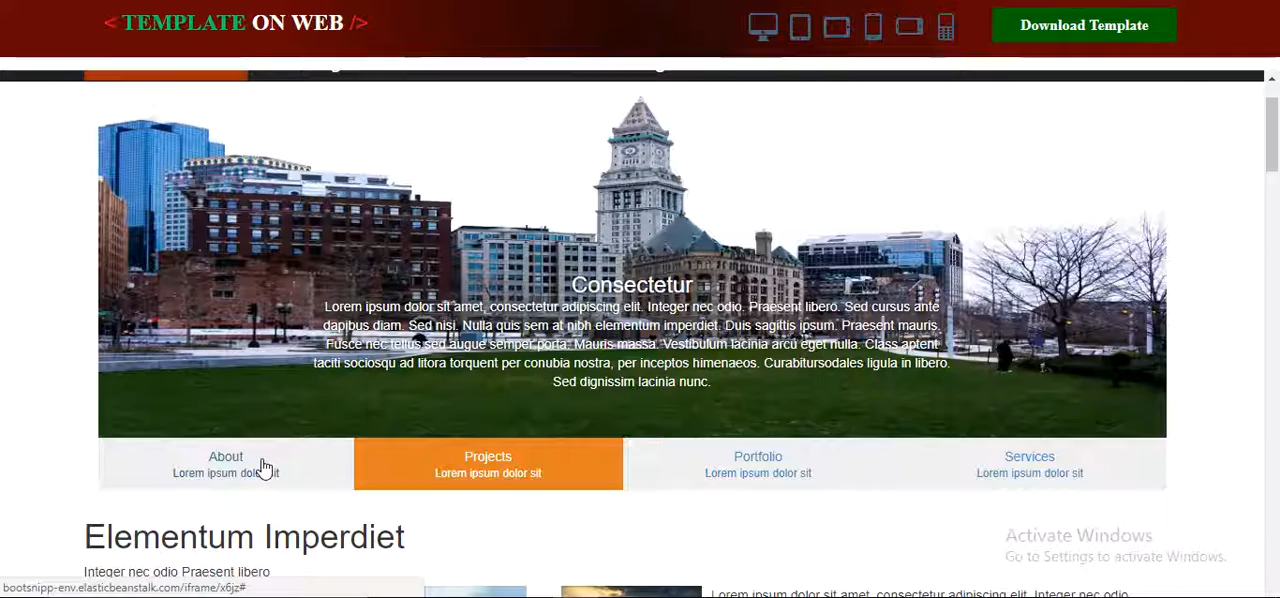 < TEMPLATE ON WEB />
Download Template
Consectetur
Lorem ipsum dolor sit amet, consectetur adipiscing elit. Integer nec odio. Praesent libero. Sed cursus ante
dapibus diam. Sed nisi. Nulla quis sem at nibh elementum imperdiet. Duis sagittis ipsum. Praesent mauris.
Fusce nec tellus sed augue semper porta. Mauris massa. Vestibulum lacinia arcu eget nulla. Class aptent
taciti sociosqu ad litora torquent per conubia nostra, per inceptos himenaeos. Curabitursodales ligula in libero.
Sed dignissim lacinia nunc.
About
Lorem ipsum dolor sit
Projects
Lorem ipsum dolor sit
Portfolio
Lorem ipsum dolor sit
Services
Lorem ipsum dolor sit
Elementum Imperdiet
Integer nec odio Praesent libero
Activate Windows
Go to Settings to activate Windows.
bootsnipp-env.elasticbeanstalk.com/iframe/x6jz#
Lorem ipsum dolor sit amet, consectetur adipiscing elit. Integer nec odio.